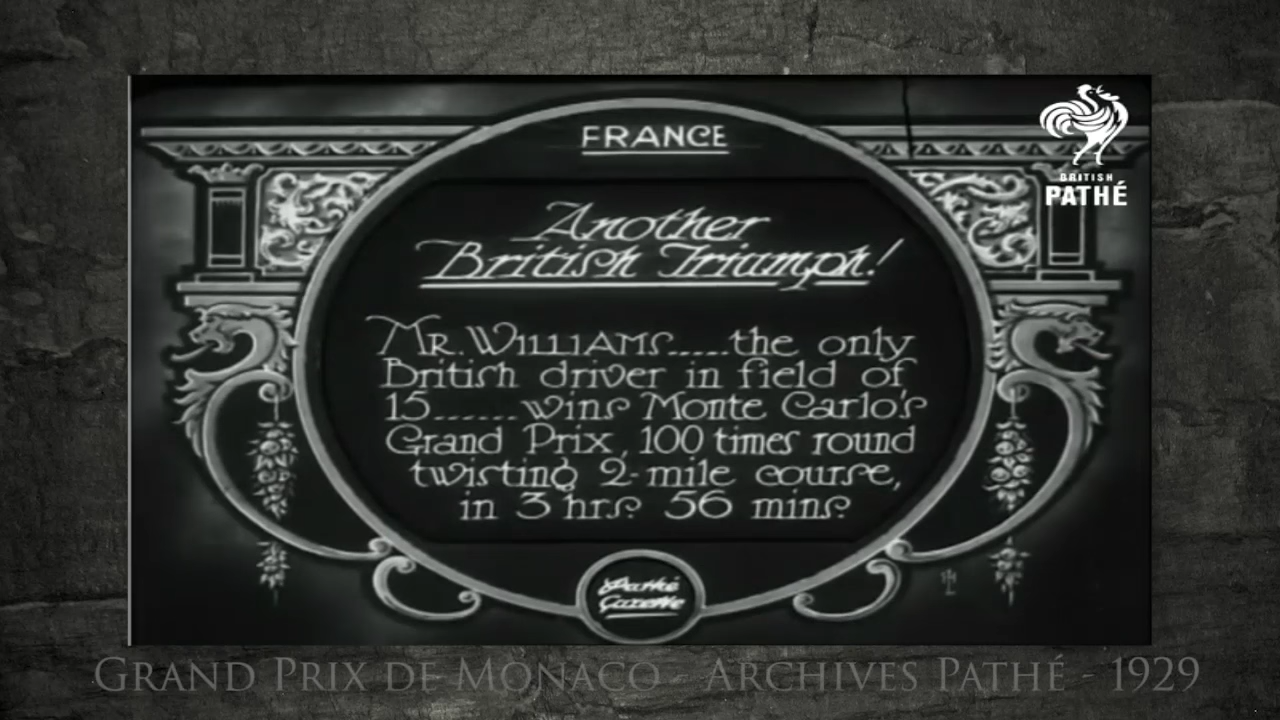 FRANCE
BRITISH
PATHÉ
Another
British Triumph!
MR. WILLIAMS.....the only
British driver in field of
15....... wins Monte Carlo's
Grand Prix, 100 times round
twisting 2-mile course,
in 3 hrs. 56 mins.
Pathé
Gazette
GRAND PRIX DE MONACO - ARCHIVES PATHÉ - 1929